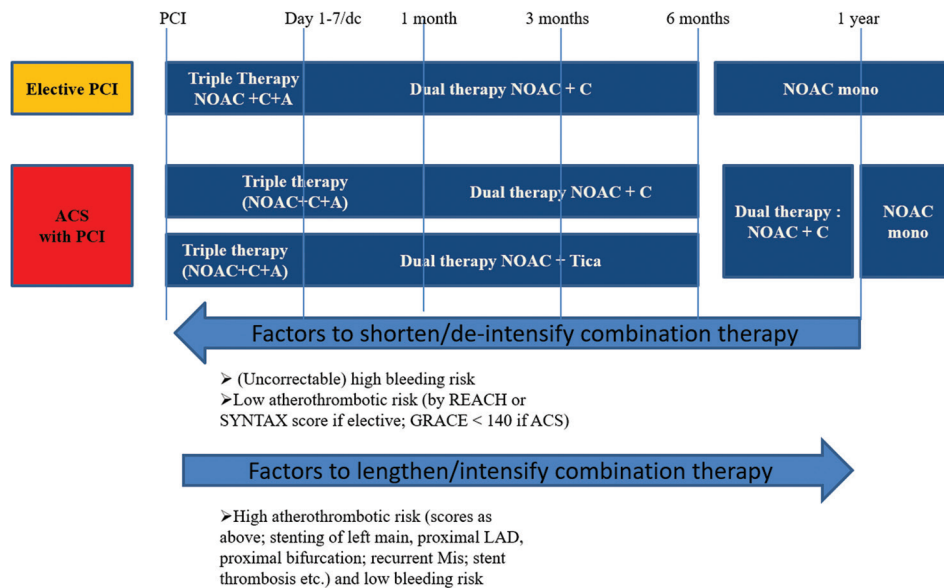 PCI Day 1-7/dc 1 month 3 months 6 months 1 year
Elective PCI
Triple Therapy
NOAC +C+A
Dual therapy NOAC + C
NOAC mono
ACS
with PCI
Triple therapy
(NOAC+C+A)
Dual therapy NOAC + C
Triple therapy
(NOAC+C+A)
Dual therapy NOAC + Tica
Dual therapy :
NOAC + C
NOAC
mono
Factors to shorten/de-intensify combination therapy
➤ (Uncorrectable) high bleeding risk
➤Low atherothrombotic risk (by REACH or
SYNTAX score if elective; GRACE < 140 if ACS)
Factors to lengthen/intensify combination therapy
➤High atherothrombotic risk (scores as
above; stenting of left main, proximal LAD,
proximal bifurcation; recurrent Mis; stent
thrombosis etc.) and low bleeding risk